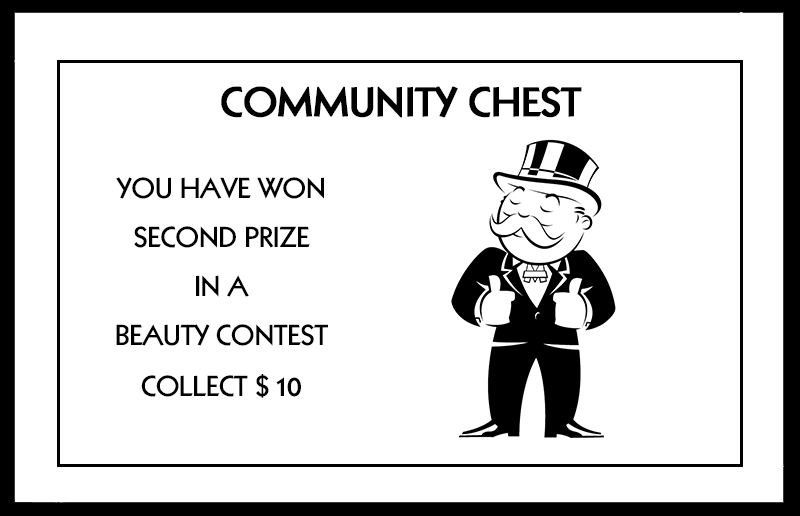 COMMUNITY CHEST
YOU HAVE WON
SECOND PRIZE
IN A
BEAUTY CONTEST
COLLECT $ 10